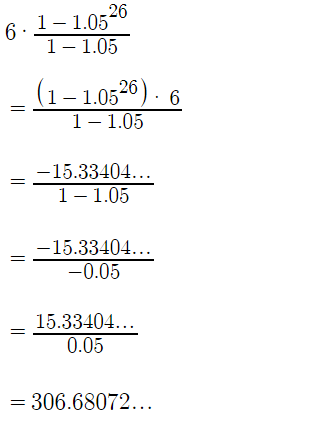 6 · (1 − 1.05^26)/(1 − 1.05)
= ((1 − 1.05^26) · 6)/(1 − 1.05)
= (−15.33404…)/(1 − 1.05)
= (−15.33404…)/(−0.05)
= (15.33404…)/(0.05)
= 306.68072…